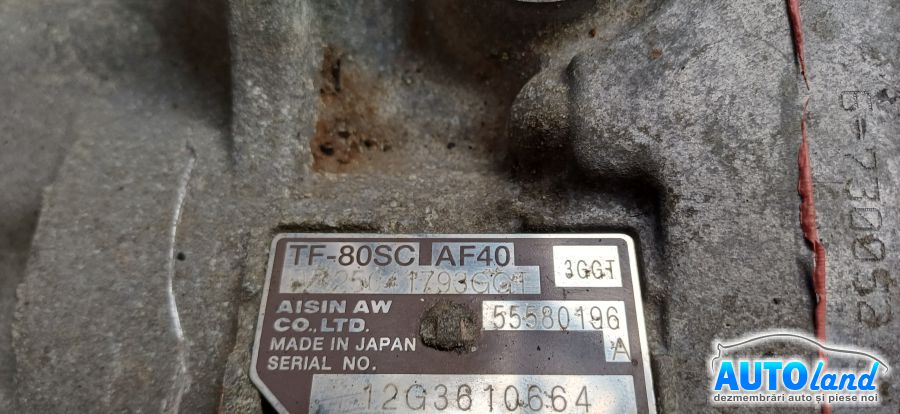 TF-80SC AF40
3GGT
AISIN AW
CO.,LTD.
55580196
MADE IN JAPAN
A
SERIAL NO.
12G3610664
AUTOland
dezmembrări auto și piese noi